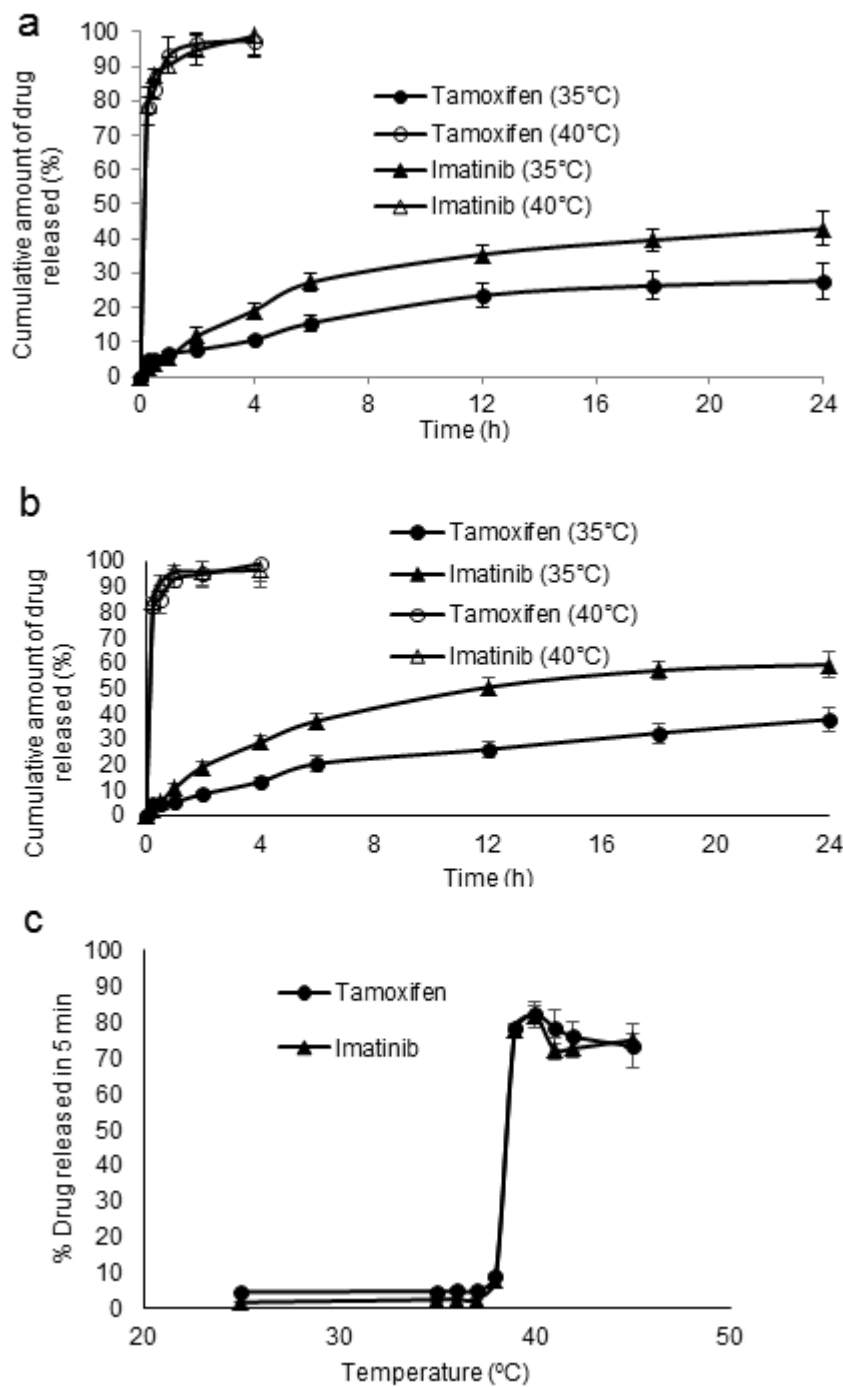 a
Cumulative amount of drug
released (%)
100
90
80
70
60
50
40
30
20
10
0
Tamoxifen (35°C)
Tamoxifen (40°C)
Imatinib (35°C)
Imatinib (40°C)
0 4 8 12 16 20 24
Time (h)
b
Cumulative amount of drug
released (%)
100
90
80
70
60
50
40
30
20
10
0
Tamoxifen (35°C)
Imatinib (35°C)
Tamoxifen (40°C)
Imatinib (40°C)
0 4 8 12 16 20 24
Time (h)
c
% Drug released in 5 min
100
90
80
70
60
50
40
30
20
10
0
Tamoxifen
Imatinib
20 30 40 50
Temperature (ºC)